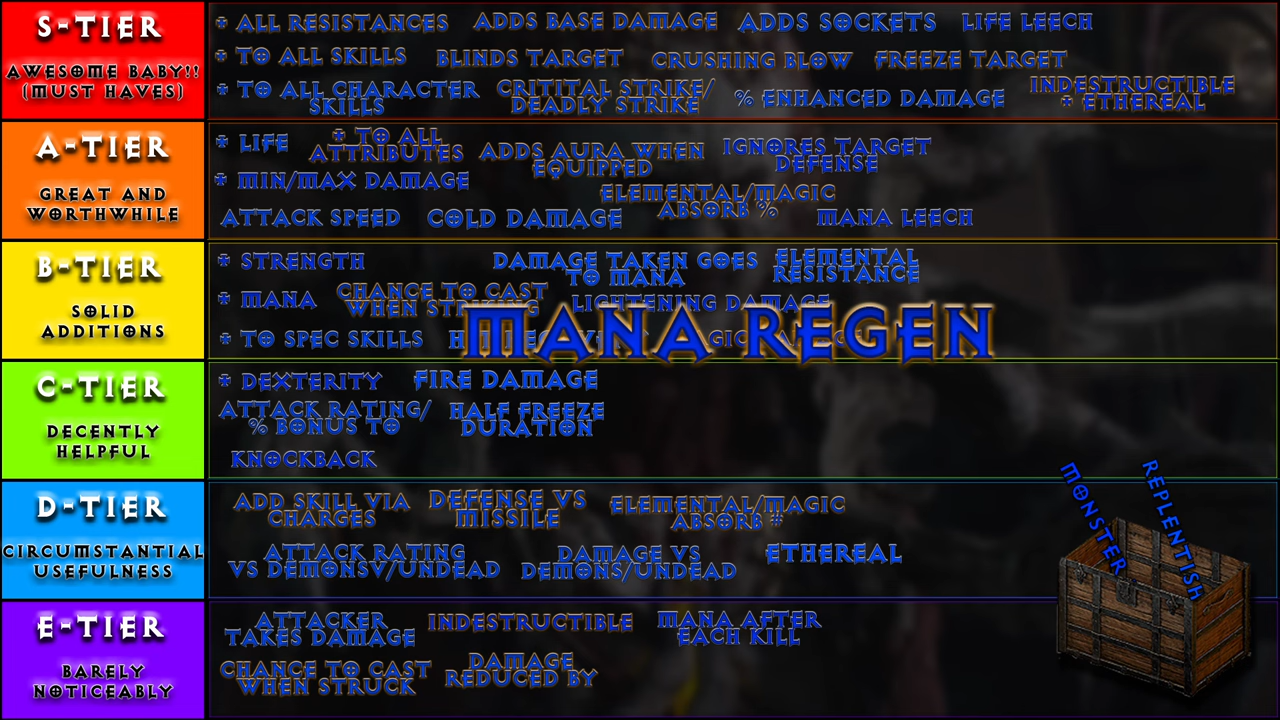 S-TIER
AWESOME BABY!!
(MUST HAVES)
+ ALL RESISTANCES ADDS BASE DAMAGE ADDS SOCKETS LIFE LEECH
+ TO ALL SKILLS BLINDS TARGET CRUSHING BLOW FREEZE TARGET
+ TO ALL CHARACTER
SKILLS
CRITITAL STRIKE/
DEADLY STRIKE
% ENHANCED DAMAGE
INDESTRUCTIBLE
+ ETHEREAL
A-TIER
GREAT AND
WORTHWHILE
+ LIFE
+ TO ALL
ATTRIBUTES
ADDS AURA WHEN
EQUIPPED
IGNORES TARGET
DEFENSE
+ MIN/MAX DAMAGE
ELEMENTAL/MAGIC
ABSORB %
ATTACK SPEED COLD DAMAGE
MANA LEECH
B-TIER
SOLID
ADDITIONS
+ STRENGTH
DAMAGE TAKEN GOES
TO MANA
ELEMENTAL
RESISTANCE
+ MANA
CHANCE TO CAST
WHEN STRIKING
LIGHTENING DAMAGE
+ TO SPEC SKILLS
MANA REGEN
C-TIER
DECENTLY
HELPFUL
+ DEXTERITY FIRE DAMAGE
ATTACK RATING/
% BONUS TO
HALF FREEZE
DURATION
KNOCKBACK
D-TIER
CIRCUMSTANTIAL
USEFULNESS
ADD SKILL VIA
CHARGES
DEFENSE VS
MISSILE
ELEMENTAL/MAGIC
ABSORB #
ATTACK RATING
VS DEMONSV/UNDEAD
DAMAGE VS
DEMONS/UNDEAD
ETHEREAL
MONSTER
REPLENTISH
E-TIER
BARELY
NOTICEABLY
ATTACKER
TAKES DAMAGE
INDESTRUCTIBLE
MANA AFTER
EACH KILL
CHANCE TO CAST
WHEN STRUCK
DAMAGE
REDUCED BY